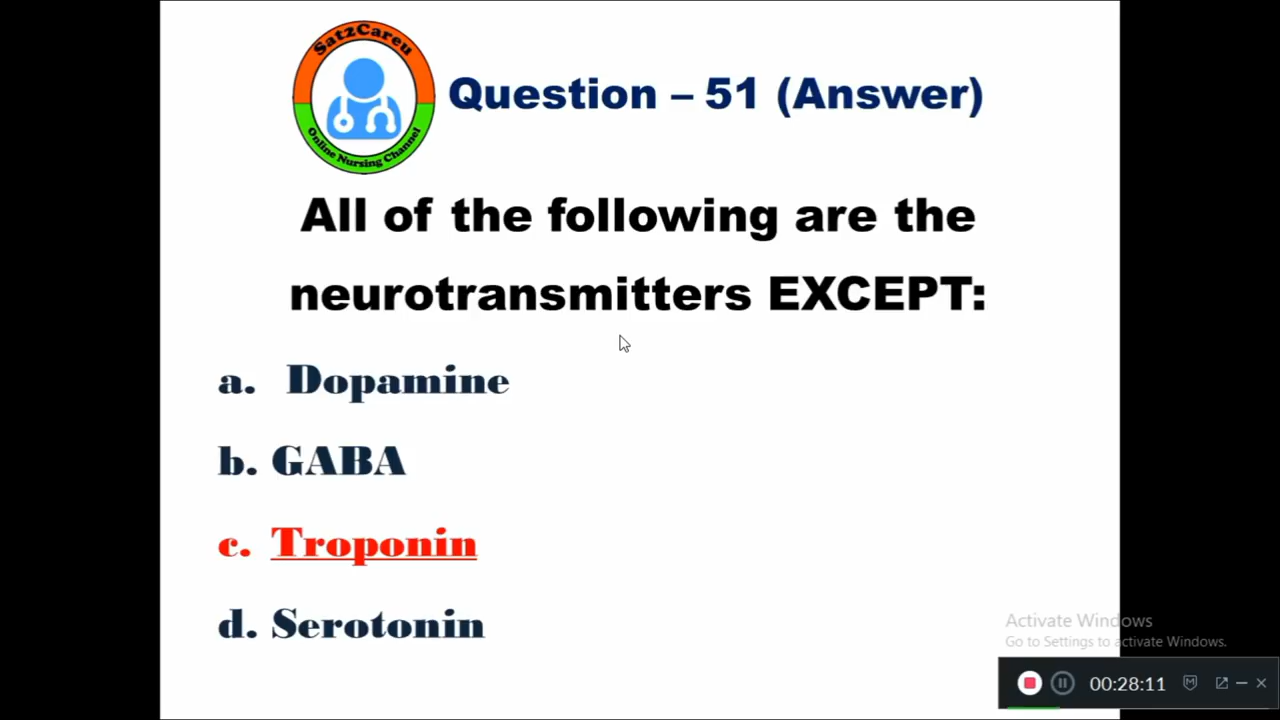 Sat2Careu
Online Nursing Channel
Question – 51 (Answer)
All of the following are the
neurotransmitters EXCEPT:
a. Dopamine
b. GABA
c. Troponin
d. Serotonin
Activate Windows
Go to Settings to activate Windows.
00:28:11